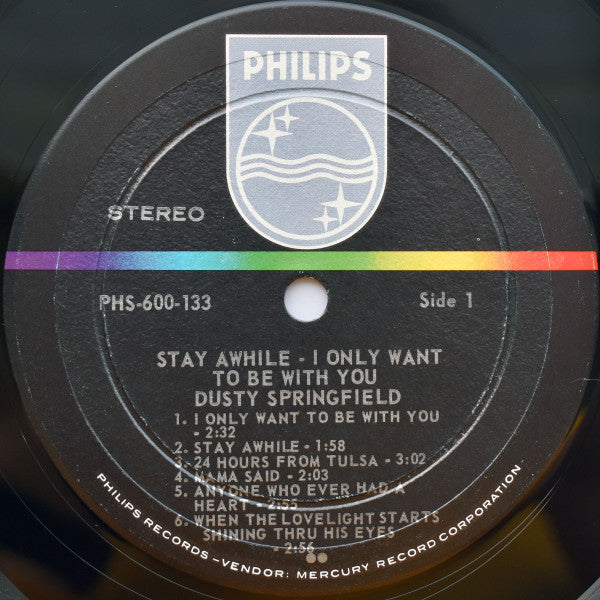 PHILIPS
STEREO
PHS-600-133
Side 1
STAY AWHILE - I ONLY WANT
TO BE WITH YOU
DUSTY SPRINGFIELD
1. I ONLY WANT TO BE WITH YOU
- 2:32
2. STAY AWHILE - 1:58
3. 24 HOURS FROM TULSA - 3:02
4. MAMA SAID - 2:03
5. ANYONE WHO EVER HAD A
HEART - 2:55
6. WHEN THE LOVELIGHT STARTS
SHINING THRU HIS EYES
- 2:56
PHILIPS RECORDS -VENDOR: MERCURY RECORD CORPORATION